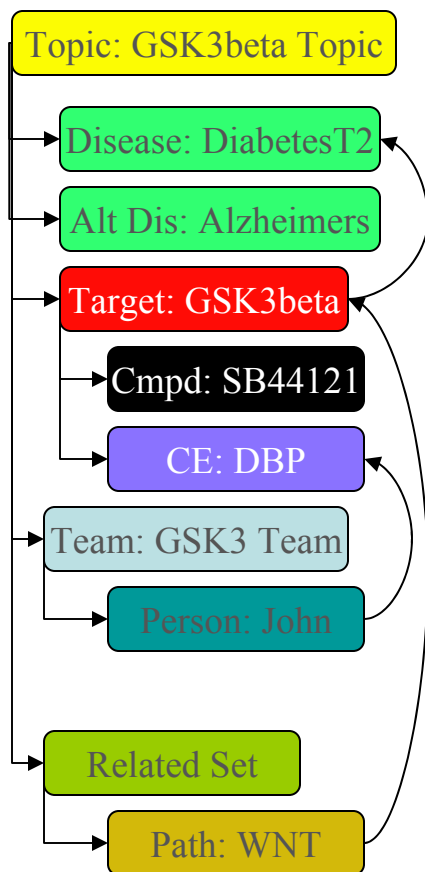 Topic: GSK3beta Topic
Disease: DiabetesT2
Alt Dis: Alzheimers
Target: GSK3beta
Cmpd: SB44121
CE: DBP
Team: GSK3 Team
Person: John
Related Set
Path: WNT